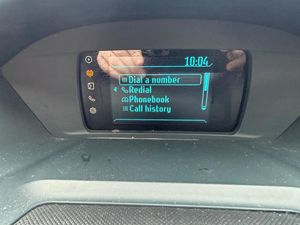 10:04
Dial a number
Redial
Phonebook
Call history